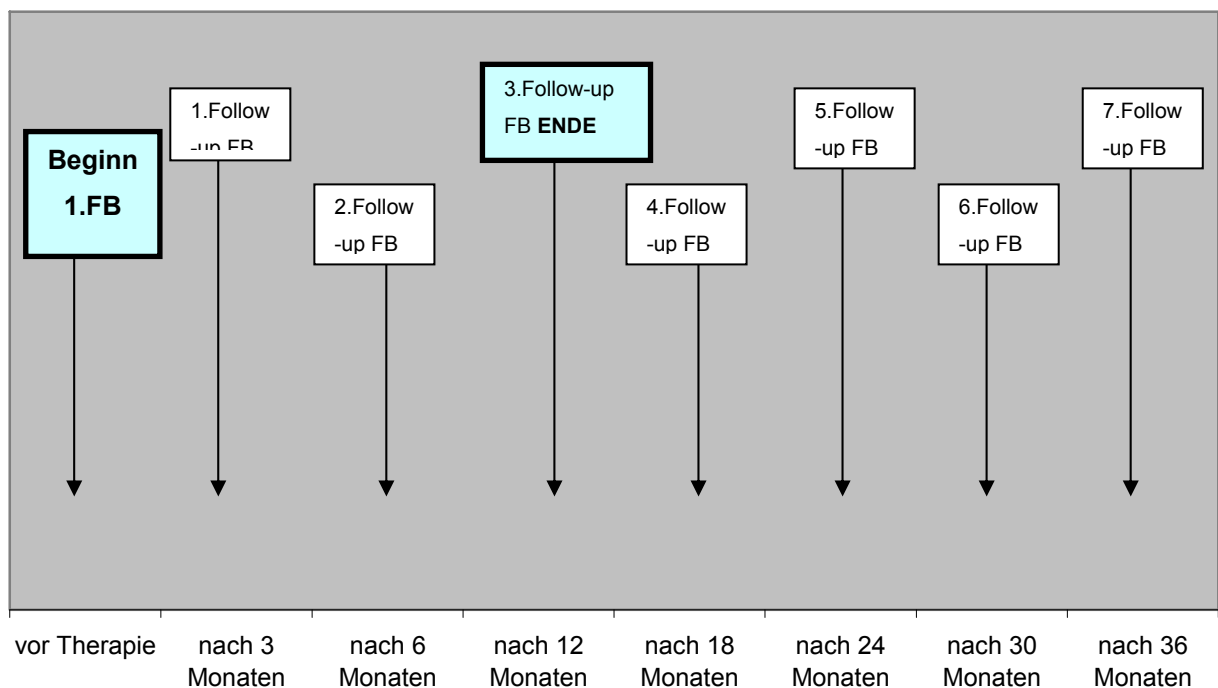 Beginn
1.FB
1.Follow
-up FB
2.Follow
-up FB
3.Follow-up
FB ENDE
4.Follow
-up FB
5.Follow
-up FB
6.Follow
-up FB
7.Follow
-up FB
vor Therapie
nach 3
Monaten
nach 6
Monaten
nach 12
Monaten
nach 18
Monaten
nach 24
Monaten
nach 30
Monaten
nach 36
Monaten